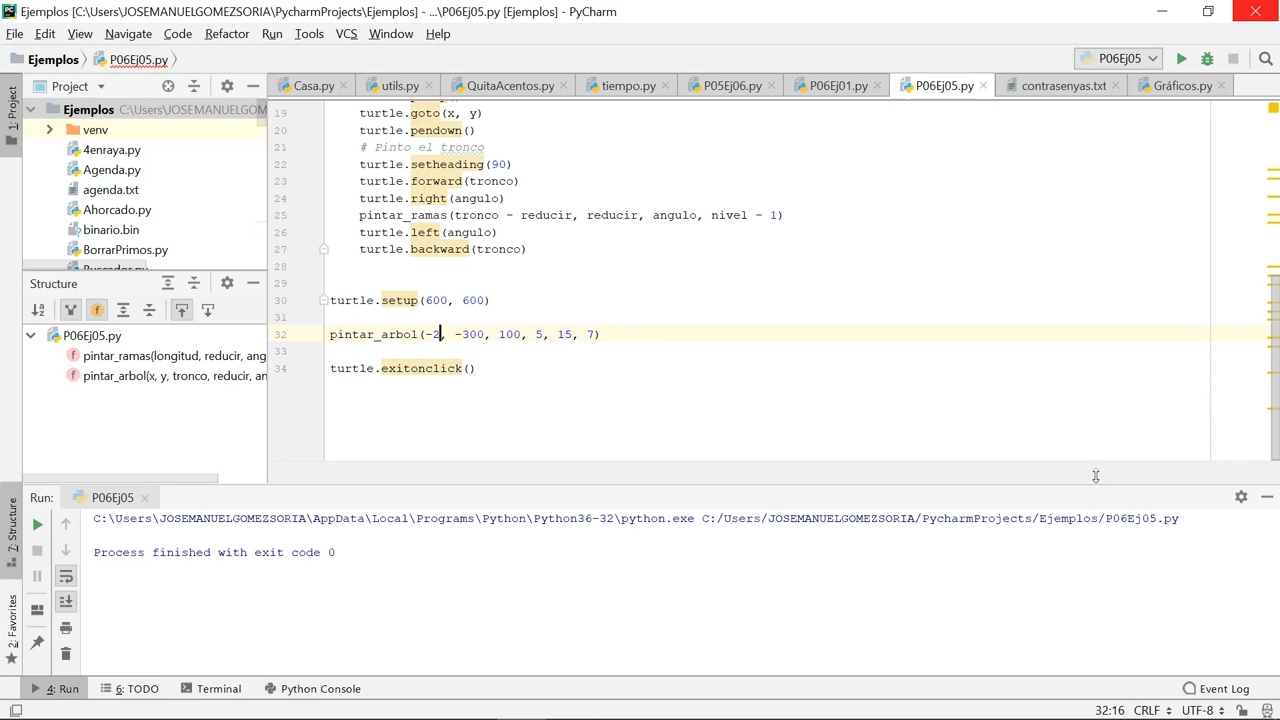 Ejemplos [C:\Users\JOSEMANUELGOMEZSORIA\PycharmProjects\Ejemplos] - ...\P06Ej05.py [Ejemplos] - PyCharm
File Edit View Navigate Code Refactor Run Tools VCS Window Help
Ejemplos P06Ej05.py P06Ej05
1: Project
Project
Casa.py utils.py QuitaAcentos.py tiempo.py P05Ej06.py P06Ej01.py P06Ej05.py contrasenyas.txt Gráficos.py
Ejemplos C:\Users\JOSEMANUELGOM
venv
4enraya.py
Agenda.py
agenda.txt
Ahorcado.py
binario.bin
BorrarPrimos.py
Buscador.py
19 turtle.goto(x, y)
20 turtle.pendown()
21 # Pinto el tronco
22 turtle.setheading(90)
23 turtle.forward(tronco)
24 turtle.right(angulo)
25 pintar_ramas(tronco - reducir, reducir, angulo, nivel - 1)
26 turtle.left(angulo)
27 turtle.backward(tronco)
28
29
30 turtle.setup(600, 600)
31
32 pintar_arbol(-2, -300, 100, 5, 15, 7)
33
34 turtle.exitonclick()
Structure
P06Ej05.py
pintar_ramas(longitud, reducir, ang
pintar_arbol(x, y, tronco, reducir, an
7: Structure
2: Favorites
Run: P06Ej05
C:\Users\JOSEMANUELGOMEZSORIA\AppData\Local\Programs\Python\Python36-32\python.exe C:/Users/JOSEMANUELGOMEZSORIA/PycharmProjects/Ejemplos/P06Ej05.py
Process finished with exit code 0
4: Run 6: TODO Terminal Python Console Event Log
32:16 CRLF UTF-8